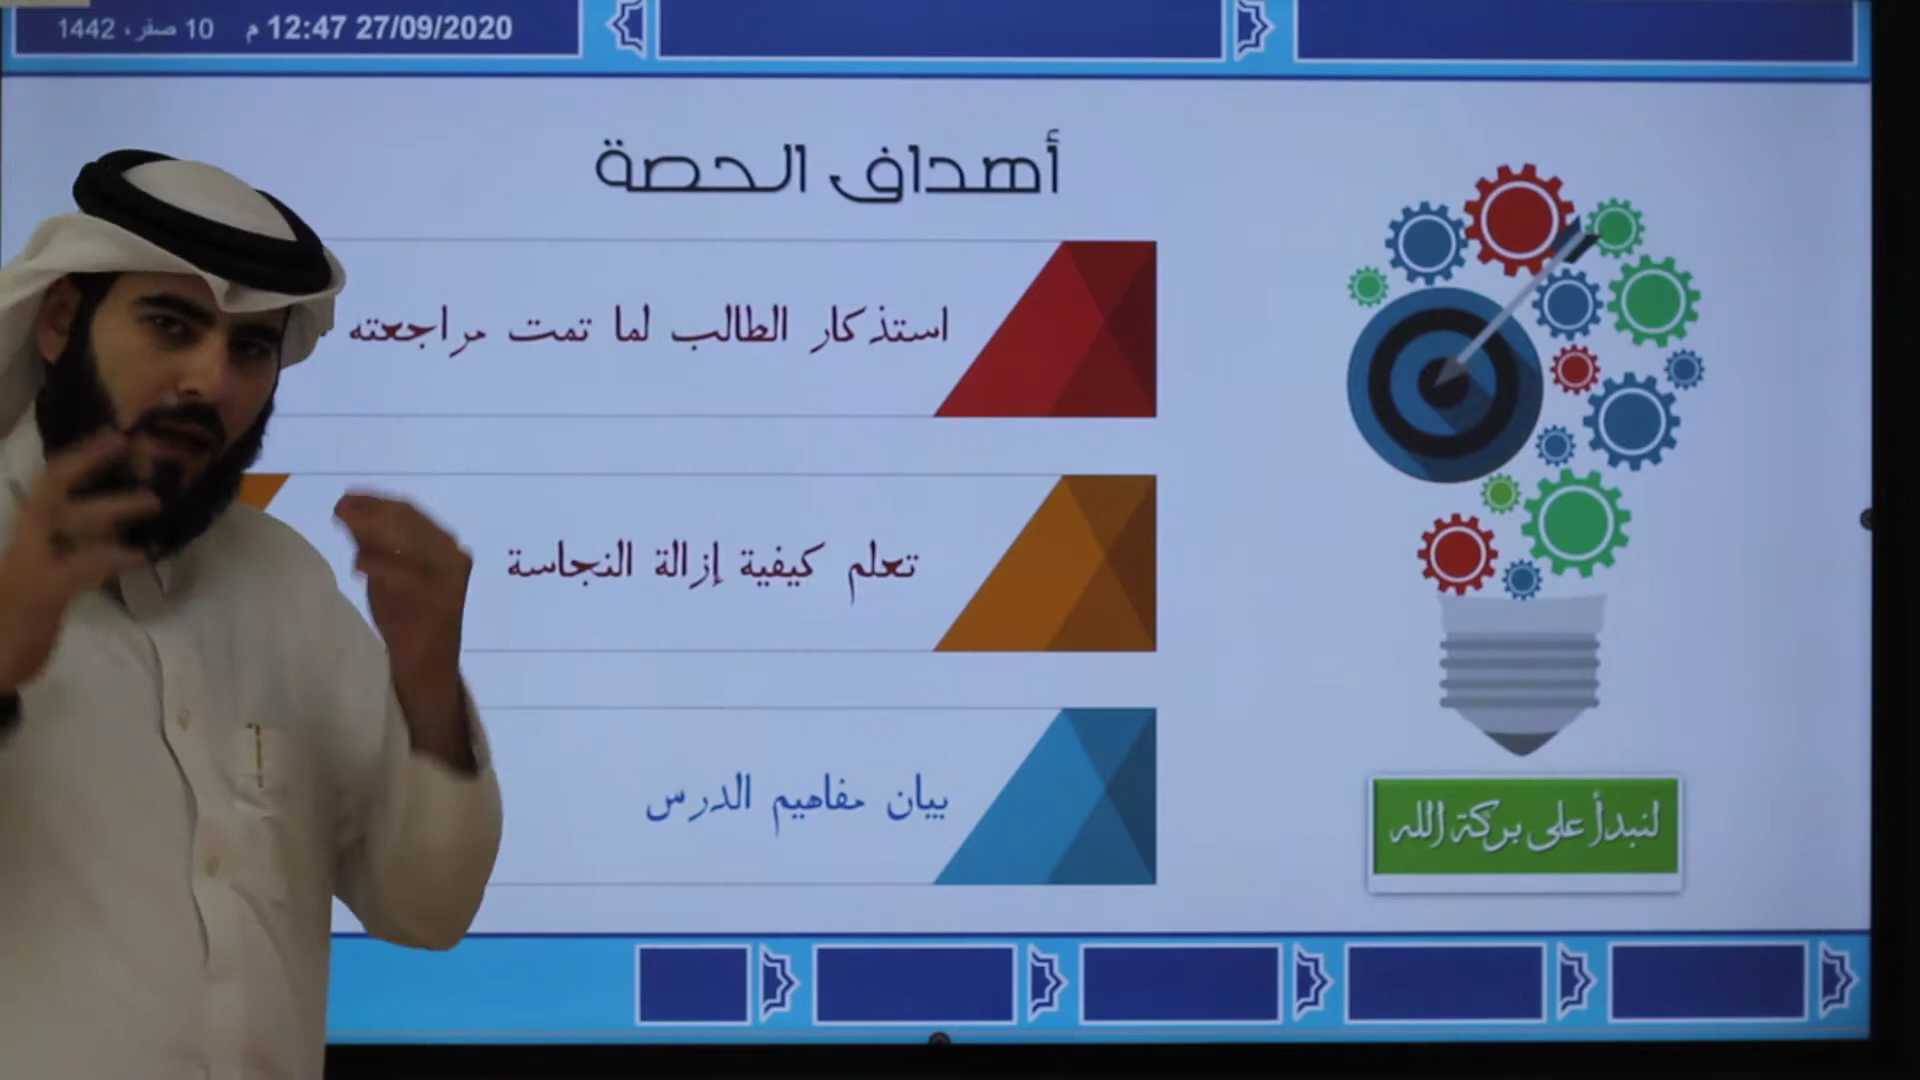 10 صفر، 1442 م 12:47 27/09/2020
أهداف الحصة
استذكار الطالب لما تمت مراجعته
تعلم كيفية إزالة النجاسة
بيان مفاهيم الدرس
لنبدأ على بركة الله